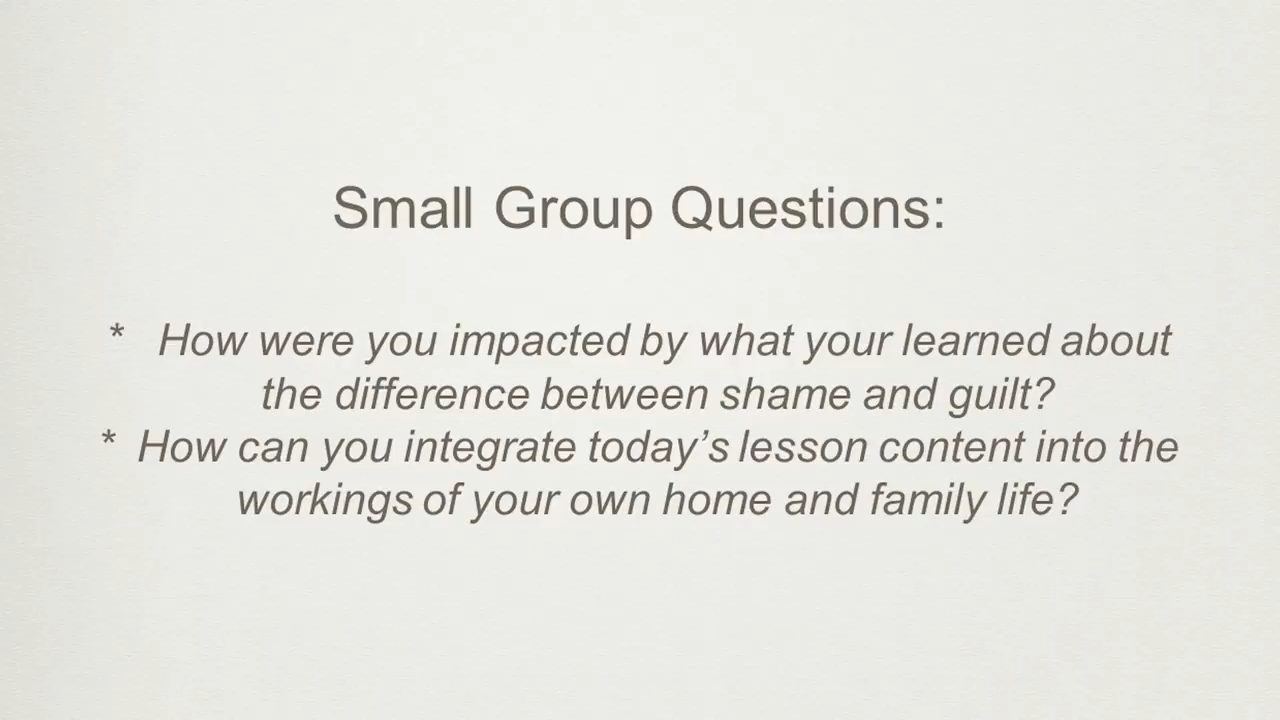 Small Group Questions:
* How were you impacted by what your learned about
the difference between shame and guilt?
* How can you integrate today’s lesson content into the
workings of your own home and family life?